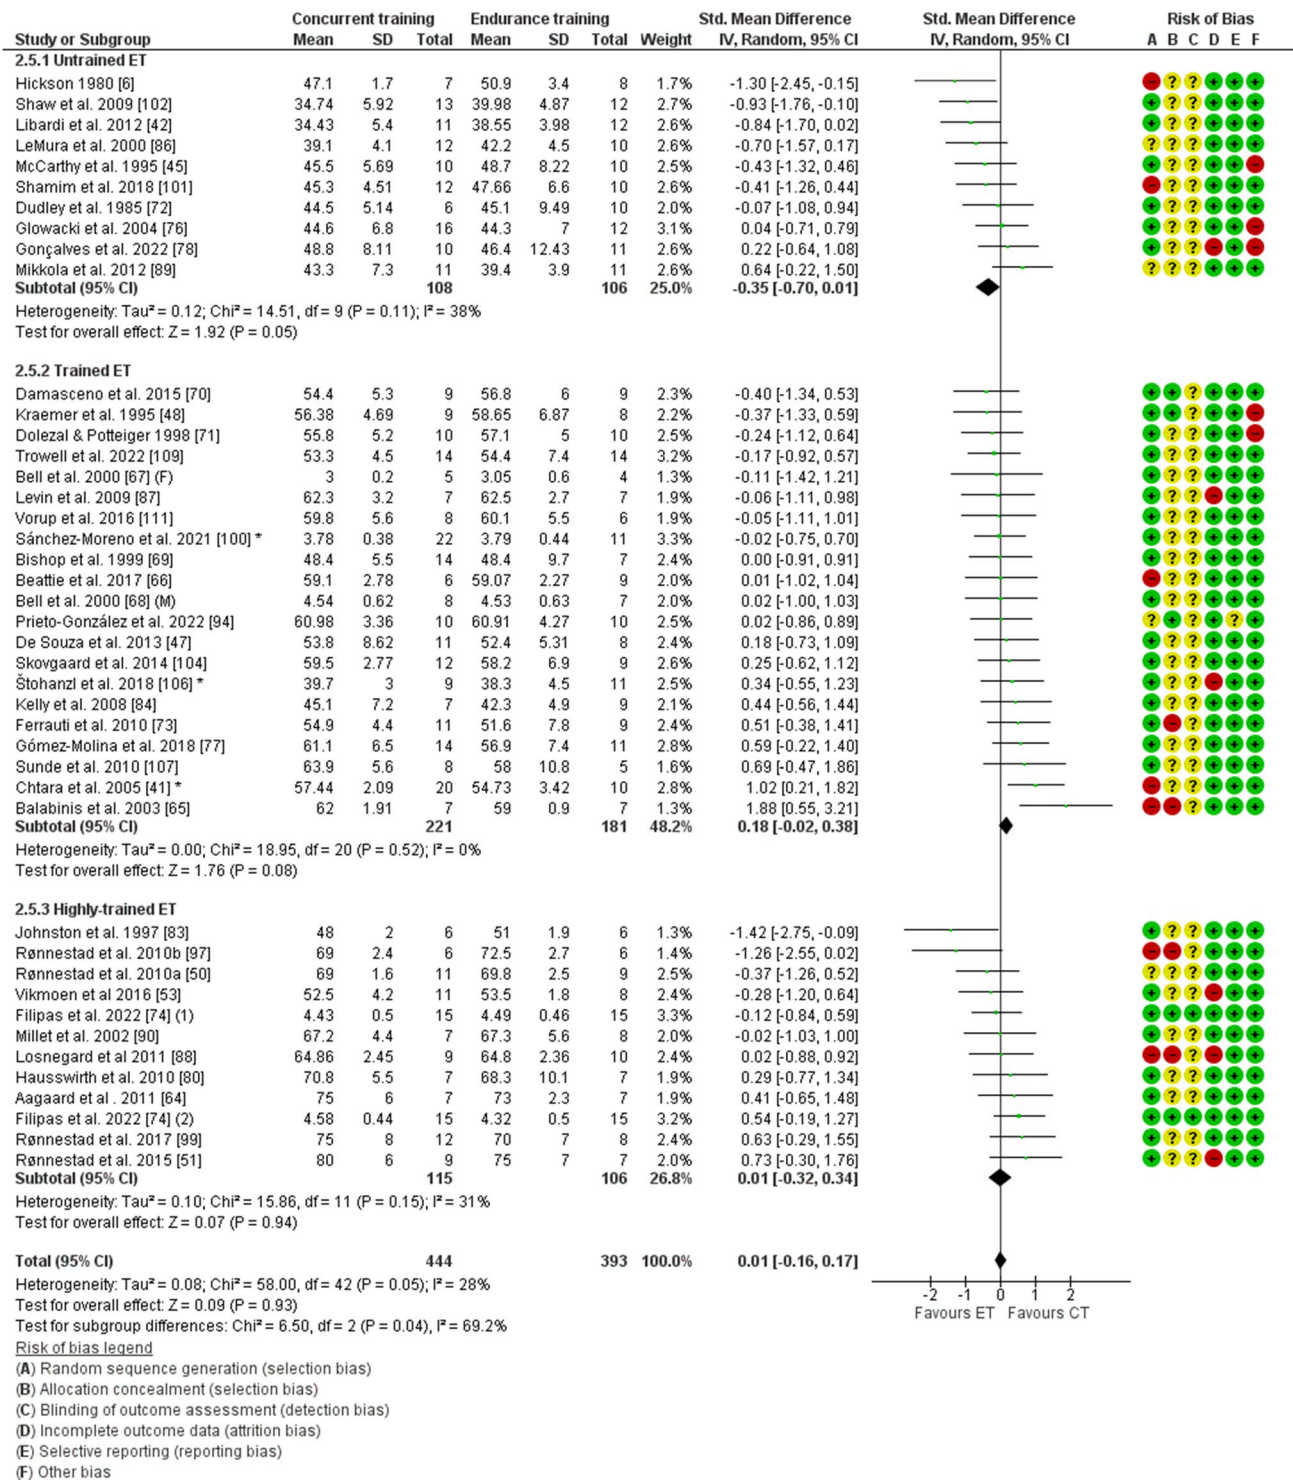 Concurrent training Endurance training Std. Mean Difference Std. Mean Difference Risk of Bias
Study or Subgroup Mean SD Total Mean SD Total Weight IV, Random, 95% CI IV, Random, 95% CI A B C D E F
2.5.1 Untrained ET
Hickson 1980 [6] 47.1 1.7 7 50.9 3.4 8 1.7% -1.30 [-2.45, -0.15] - ? ? + + +
Shaw et al. 2009 [102] 34.74 5.92 13 39.98 4.87 12 2.7% -0.93 [-1.76, -0.10] + ? ? + + +
Libardi et al. 2012 [42] 34.43 5.4 11 38.55 3.98 12 2.6% -0.84 [-1.70, 0.02] + ? ? + + +
LeMura et al. 2000 [86] 39.1 4.1 12 42.2 4.5 10 2.6% -0.70 [-1.57, 0.17] ? ? ? + + +
McCarthy et al. 1995 [45] 45.5 5.69 10 48.7 8.22 10 2.5% -0.43 [-1.32, 0.46] + ? ? + + -
Shamim et al. 2018 [101] 45.3 4.51 12 47.66 6.6 10 2.6% -0.41 [-1.26, 0.44] - ? ? + + +
Dudley et al. 1985 [72] 44.5 5.14 6 45.1 9.49 10 2.0% -0.07 [-1.08, 0.94] + ? ? + + +
Glowacki et al. 2004 [76] 44.6 6.8 16 44.3 7 12 3.1% 0.04 [-0.71, 0.79] + ? ? + + -
Gonçalves et al. 2022 [78] 48.8 8.11 10 46.4 12.43 11 2.6% 0.22 [-0.64, 1.08] + ? ? - + -
Mikkola et al. 2012 [89] 43.3 7.3 11 39.4 3.9 11 2.6% 0.64 [-0.22, 1.50] ? ? ? + + +
Subtotal (95% CI) 108 106 25.0% -0.35 [-0.70, 0.01]
Heterogeneity: Tau² = 0.12; Chi² = 14.51, df = 9 (P = 0.11); I² = 38%
Test for overall effect: Z = 1.92 (P = 0.05)
2.5.2 Trained ET
Damasceno et al. 2015 [70] 54.4 5.3 9 56.8 6 9 2.3% -0.40 [-1.34, 0.53] + + ? + + +
Kraemer et al. 1995 [48] 56.38 4.69 9 58.65 6.87 8 2.2% -0.37 [-1.33, 0.59] + + ? + + -
Dolezal & Potteiger 1998 [71] 55.8 5.2 10 57.1 5 10 2.5% -0.24 [-1.12, 0.64] + ? ? + + -
Trowell et al. 2022 [109] 53.3 4.5 14 54.4 7.4 14 3.2% -0.17 [-0.92, 0.57] + ? ? + + +
Bell et al. 2000 [67] (F) 3 0.2 5 3.05 0.6 4 1.3% -0.11 [-1.42, 1.21] + ? ? + + +
Levin et al. 2009 [87] 62.3 3.2 7 62.5 2.7 7 1.9% -0.06 [-1.11, 0.98] + ? ? - + +
Vorup et al. 2016 [111] 59.8 5.6 8 60.1 5.5 6 1.9% -0.05 [-1.11, 1.01] + ? ? + + +
Sánchez-Moreno et al. 2021 [100] * 3.78 0.38 22 3.79 0.44 11 3.3% -0.02 [-0.75, 0.70] + ? ? + + +
Bishop et al. 1999 [69] 48.4 5.5 14 48.4 9.7 7 2.4% 0.00 [-0.91, 0.91] + ? ? + + +
Beattie et al. 2017 [66] 59.1 2.78 6 59.07 2.27 9 2.0% 0.01 [-1.02, 1.04] - ? ? + + +
Bell et al. 2000 [68] (M) 4.54 0.62 8 4.53 0.63 7 2.0% 0.02 [-1.00, 1.03] + ? ? + + +
Prieto-González et al. 2022 [94] 60.98 3.36 10 60.91 4.27 10 2.5% 0.02 [-0.86, 0.89] ? + ? + ? +
De Souza et al. 2013 [47] 53.8 8.62 11 52.4 5.31 8 2.4% 0.18 [-0.73, 1.09] + ? ? + + +
Skovgaard et al. 2014 [104] 59.5 2.77 12 58.2 6.9 9 2.6% 0.25 [-0.62, 1.12] + ? ? + + +
Štohanzl et al. 2018 [106] * 39.7 3 9 38.3 4.5 11 2.5% 0.34 [-0.55, 1.23] + ? ? - + +
Kelly et al. 2008 [84] 45.1 7.2 7 42.3 4.9 9 2.1% 0.44 [-0.56, 1.44] + ? ? + + +
Ferrauti et al. 2010 [73] 54.9 4.4 11 51.6 7.8 9 2.4% 0.51 [-0.38, 1.41] + - ? + + +
Gómez-Molina et al. 2018 [77] 61.1 6.5 14 56.9 7.4 11 2.8% 0.59 [-0.22, 1.40] + ? ? + + +
Sunde et al. 2010 [107] 63.9 5.6 8 58 10.8 5 1.6% 0.69 [-0.47, 1.86] + ? ? + + +
Chtara et al. 2005 [41] * 57.44 2.09 20 54.73 3.42 10 2.8% 1.02 [0.21, 1.82] - ? ? + + +
Balabinis et al. 2003 [65] 62 1.91 7 59 0.9 7 1.3% 1.88 [0.55, 3.21] - - ? + + +
Subtotal (95% CI) 221 181 48.2% 0.18 [-0.02, 0.38]
Heterogeneity: Tau² = 0.00; Chi² = 18.95, df = 20 (P = 0.52); I² = 0%
Test for overall effect: Z = 1.76 (P = 0.08)
2.5.3 Highly-trained ET
Johnston et al. 1997 [83] 48 2 6 51 1.9 6 1.3% -1.42 [-2.75, -0.09] + ? ? + + +
Rønnestad et al. 2010b [97] 69 2.4 6 72.5 2.7 6 1.4% -1.26 [-2.55, 0.02] - - ? + + +
Rønnestad et al. 2010a [50] 69 1.6 11 69.8 2.5 9 2.5% -0.37 [-1.26, 0.52] ? ? ? + + +
Vikmoen et al 2016 [53] 52.5 4.2 11 53.5 1.8 8 2.4% -0.28 [-1.20, 0.64] + ? ? - + +
Filipas et al. 2022 [74] (1) 4.43 0.5 15 4.49 0.46 15 3.3% -0.12 [-0.84, 0.59] + + + + + +
Millet et al. 2002 [90] 67.2 4.4 7 67.3 5.6 8 2.0% -0.02 [-1.03, 1.00] + ? ? + + +
Losnegard et al 2011 [88] 64.86 2.45 9 64.8 2.36 10 2.4% 0.02 [-0.88, 0.92] - - ? - + +
Hausswirth et al. 2010 [80] 70.8 5.5 7 68.3 10.1 7 1.9% 0.29 [-0.77, 1.34] + ? ? + + +
Aagaard et al . 2011 [64] 75 6 7 73 2.3 7 1.9% 0.41 [-0.65, 1.48] + ? ? + + +
Filipas et al. 2022 [74] (2) 4.58 0.44 15 4.32 0.5 15 3.2% 0.54 [-0.19, 1.27] + + + + + +
Rønnestad et al. 2017 [99] 75 8 12 70 7 8 2.4% 0.63 [-0.29, 1.55] + ? ? + + +
Rønnestad et al. 2015 [51] 80 6 9 75 7 7 2.0% 0.73 [-0.30, 1.76] + ? ? - + +
Subtotal (95% CI) 115 106 26.8% 0.01 [-0.32, 0.34]
Heterogeneity: Tau² = 0.10; Chi² = 15.86, df = 11 (P = 0.15); I² = 31%
Test for overall effect: Z = 0.07 (P = 0.94)
Total (95% CI) 444 393 100.0% 0.01 [-0.16, 0.17]
Heterogeneity: Tau² = 0.08; Chi² = 58.00, df = 42 (P = 0.05); I² = 28%
Test for overall effect: Z = 0.09 (P = 0.93)
Test for subgroup differences: Chi² = 6.50, df = 2 (P = 0.04), I² = 69.2%
-2 -1 0 1 2
Favours ET Favours CT
Risk of bias legend
(A) Random sequence generation (selection bias)
(B) Allocation concealment (selection bias)
(C) Blinding of outcome assessment (detection bias)
(D) Incomplete outcome data (attrition bias)
(E) Selective reporting (reporting bias)
(F) Other bias